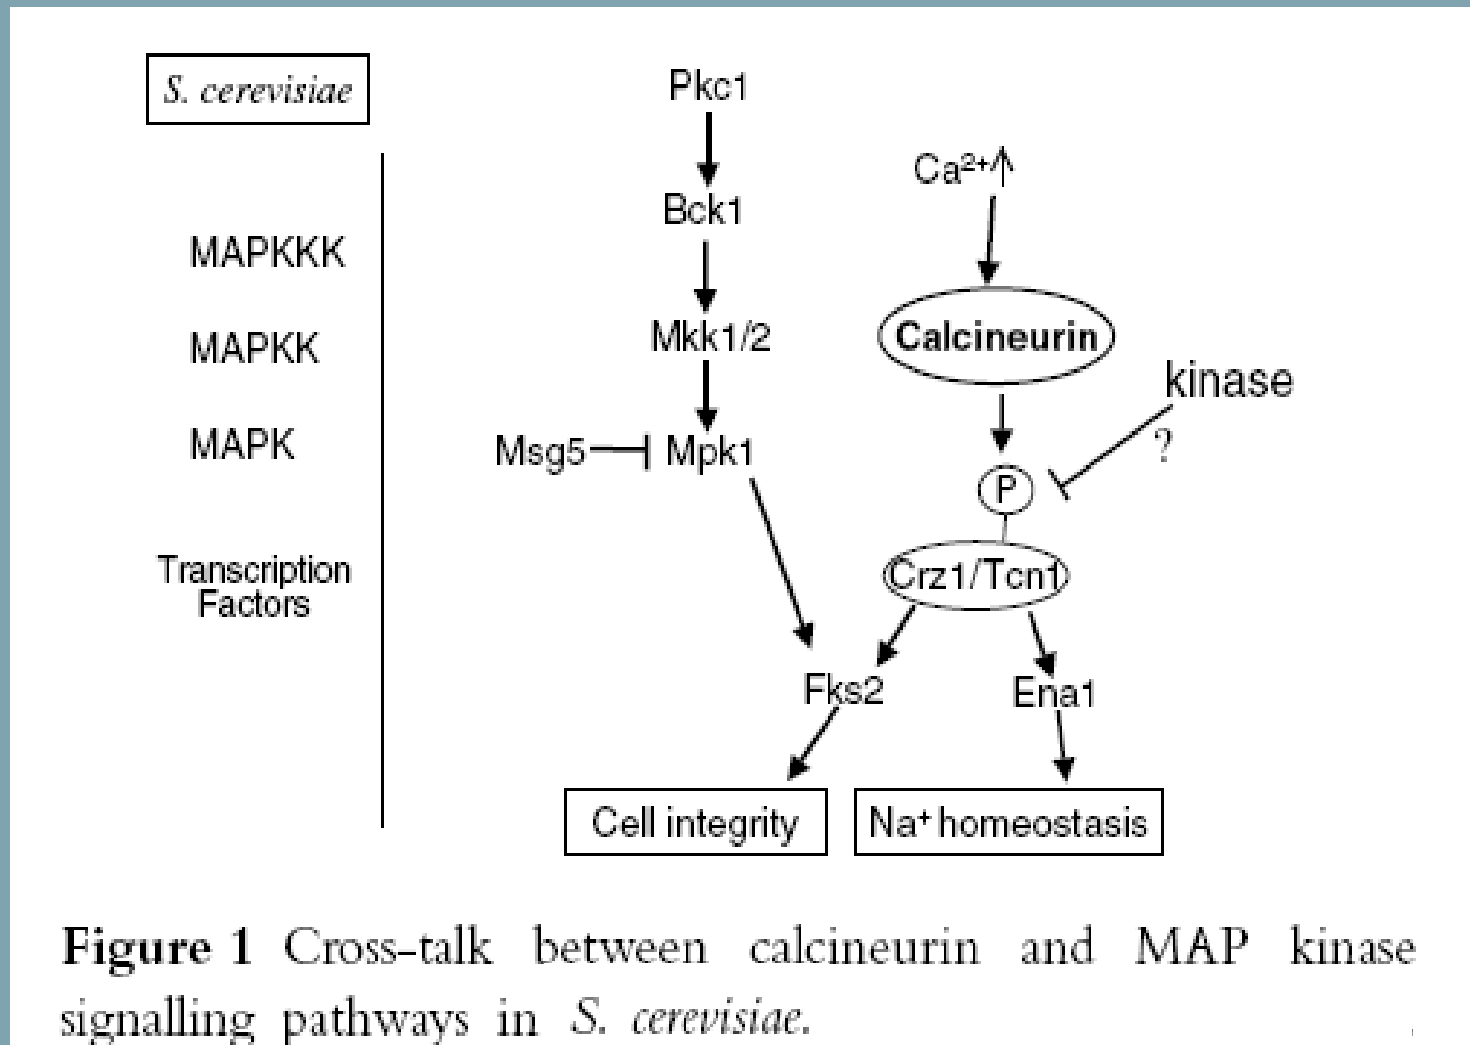 S. cerevisiae
Pkc1
Ca²⁺↑
Bck1
MAPKKK
Mkk1/2
Calcineurin
MAPKK
kinase
?
MAPK
Msg5
Mpk1
P
Transcription
Factors
Crz1/Tcn1
Fks2
Ena1
Cell integrity
Na⁺ homeostasis
Figure 1 Cross-talk between calcineurin and MAP kinase
signalling pathways in S. cerevisiae.